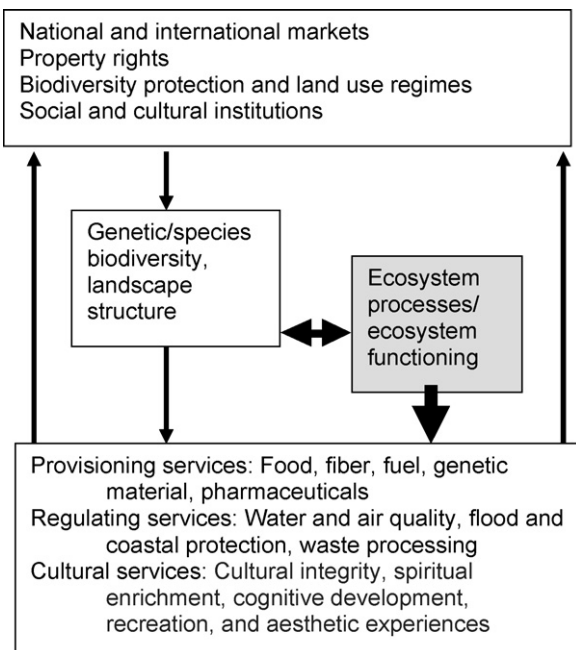 National and international markets
Property rights
Biodiversity protection and land use regimes
Social and cultural institutions
Genetic/species
biodiversity,
landscape
structure
Ecosystem
processes/
ecosystem
functioning
Provisioning services: Food, fiber, fuel, genetic
material, pharmaceuticals
Regulating services: Water and air quality, flood and
coastal protection, waste processing
Cultural services: Cultural integrity, spiritual
enrichment, cognitive development,
recreation, and aesthetic experiences